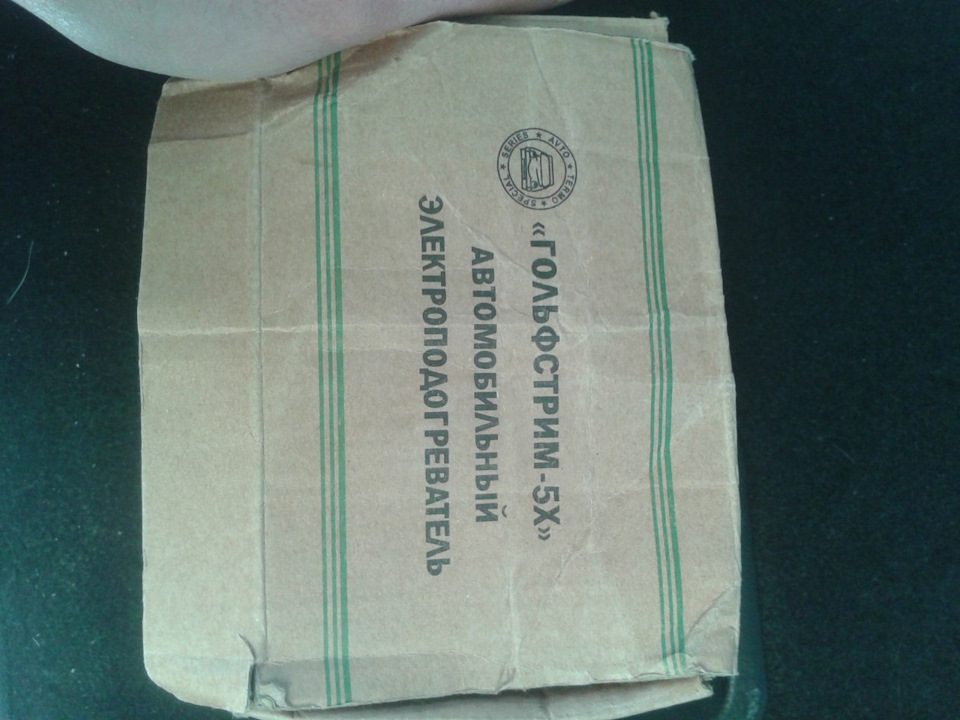 SPECIAL ★ SERIES ★ AVTO ★ TERMO ★
«ГОЛЬФСТРИМ-5Х»
АВТОМОБИЛЬНЫЙ
ЭЛЕКТРОПОДОГРЕВАТЕЛЬ